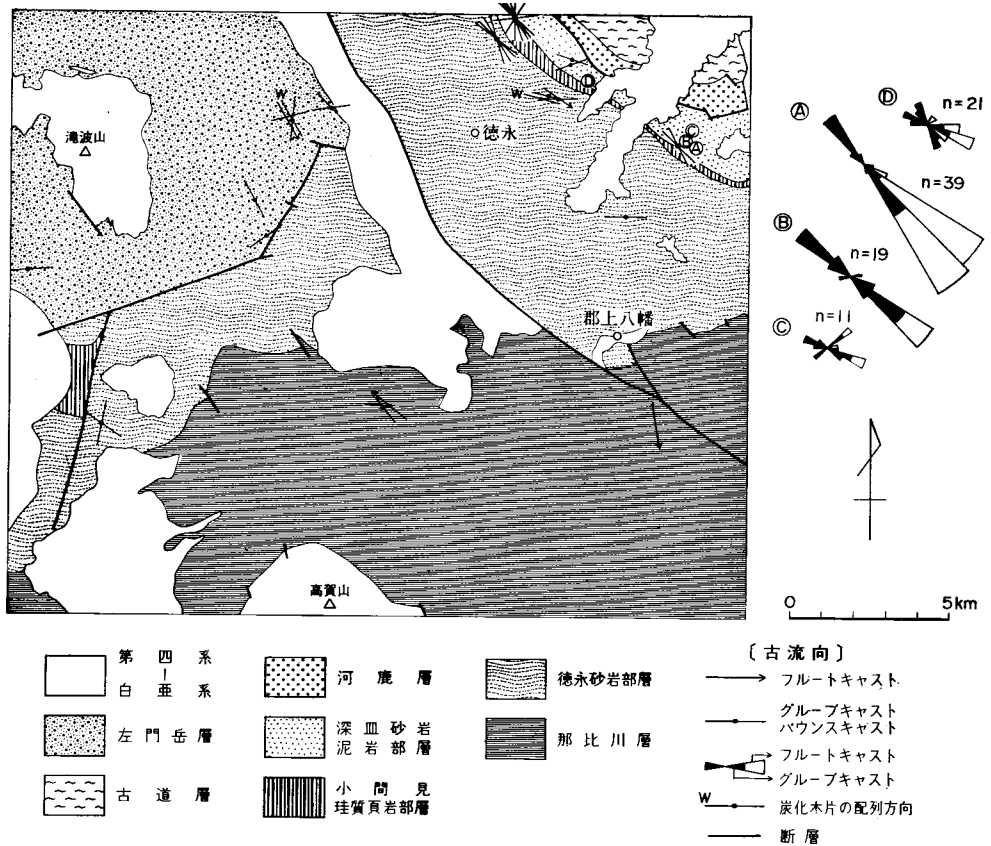 W
W
滝波山
徳永
D
C
B
A
郡上八幡
高賀山
A
D
n=21
n=39
B
n=19
C
n=11
0 5km
第四系
|
白亜系
左門岳層
古道層
河鹿層
深皿砂岩
泥岩部層
小間見
珪質頁岩部層
徳永砂岩部層
那比川層
〔古流向〕
フルートキャスト
グルーブキャスト
バウンスキャスト
フルートキャスト
グルーブキャスト
W 炭化木片の配列方向
断層